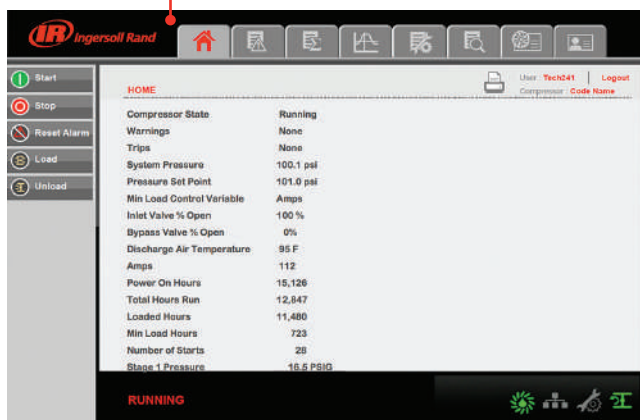 IR Ingersoll Rand
Start
Stop
Reset Alarm
Load
Unload
HOME
User : Tech241 | Logout
Compressor : Code Name
Compressor State Running
Warnings None
Trips None
System Pressure 100.1 psi
Pressure Set Point 101.0 psi
Min Load Control Variable Amps
Inlet Valve % Open 100 %
Bypass Valve % Open 0%
Discharge Air Temperature 95 F
Amps 112
Power On Hours 15,126
Total Hours Run 12,847
Loaded Hours 11,480
Min Load Hours 723
Number of Starts 28
Stage 1 Pressure 16.5 PSIG
RUNNING